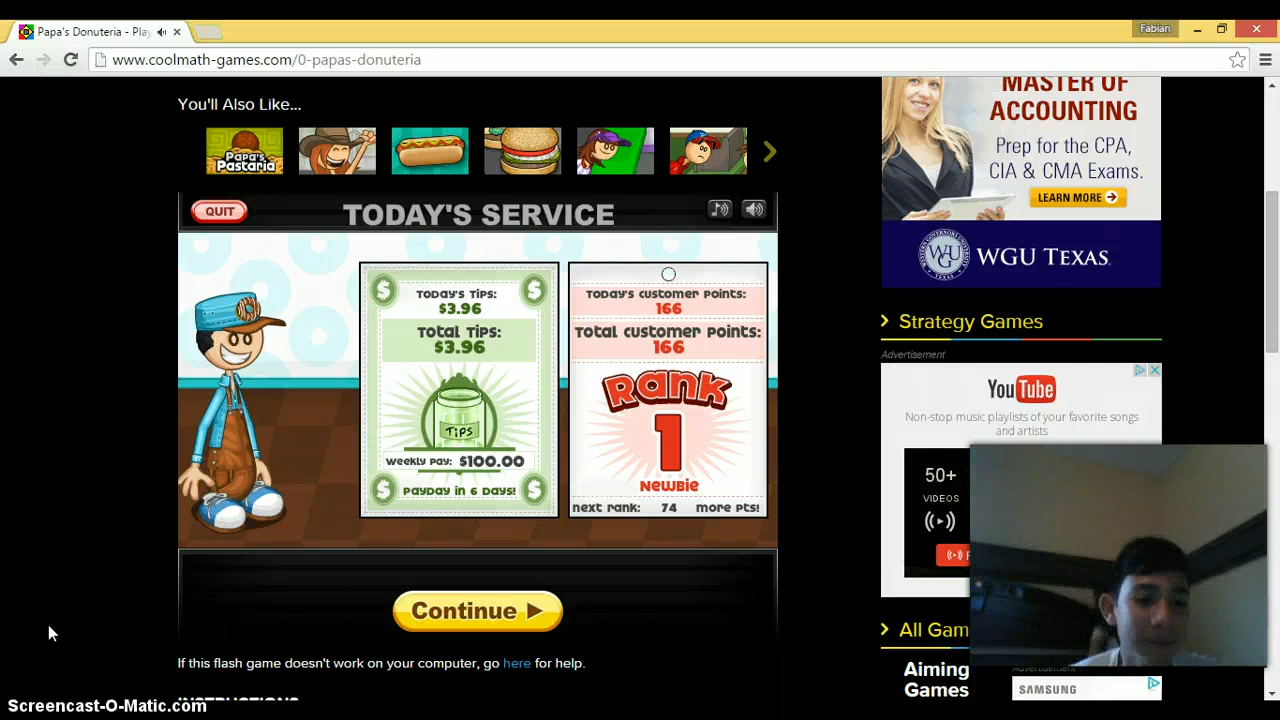 Papa's Donuteria - Play
Fabian
www.coolmath-games.com/0-papas-donuteria
You'll Also Like...
Papa's
Pastaria
QUIT
TODAY'S SERVICE
Today's Tips:
$3.96
Total Tips:
$3.96
Tips
Weekly Pay: $100.00
Payday in 6 days!
Today's customer points:
166
Total customer points:
166
Rank
1
Newbie
next rank: 74 more pts!
Continue
If this flash game doesn't work on your computer, go here for help.
INSTRUCTIONS
MASTER OF
ACCOUNTING
Prep for the CPA,
CIA & CMA Exams.
LEARN MORE
WGU
WGU TEXAS.
Strategy Games
Advertisement
YouTube
Non-stop music playlists of your favorite songs
and artists
50+
VIDEOS
All Gam
Aiming
Games
Advertisement
SAMSUNG
Screencast-O-Matic.com